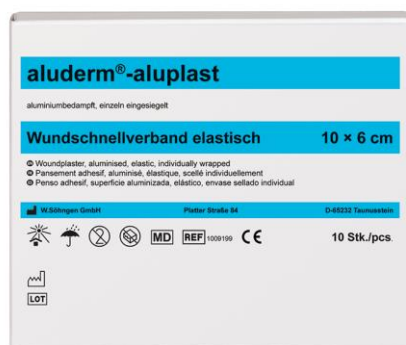 aluderm®-aluplast
aluminiumbedampft, einzeln eingesiegelt
Wundschnellverband elastisch 10 × 6 cm
Woundplaster, aluminised, elastic, individually wrapped
Pansement adhesif, aluminisé, élastique, scellé individuellement
Penso adhesif, superficie aluminizada, elástico, envase sellado individual
W.Söhngen GmbH Platter Straße 84 D-65232 Taunusstein
2 MD REF 1009199 CE 10 Stk./pcs.
LOT